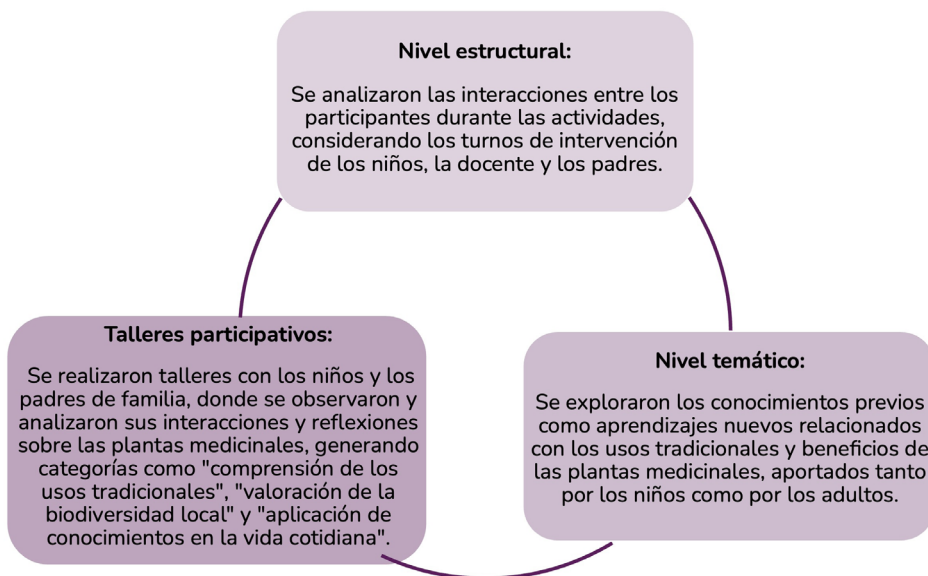 Nivel estructural:
Se analizaron las interacciones entre los
participantes durante las actividades,
considerando los turnos de intervención
de los niños, la docente y los padres.
Talleres participativos:
Se realizaron talleres con los niños y los
padres de familia, donde se observaron y
analizaron sus interacciones y reflexiones
sobre las plantas medicinales, generando
categorías como "comprensión de los
usos tradicionales", "valoración de la
biodiversidad local" y "aplicación de
conocimientos en la vida cotidiana".
Nivel temático:
Se exploraron los conocimientos previos
como aprendizajes nuevos relacionados
con los usos tradicionales y beneficios de
las plantas medicinales, aportados tanto
por los niños como por los adultos.